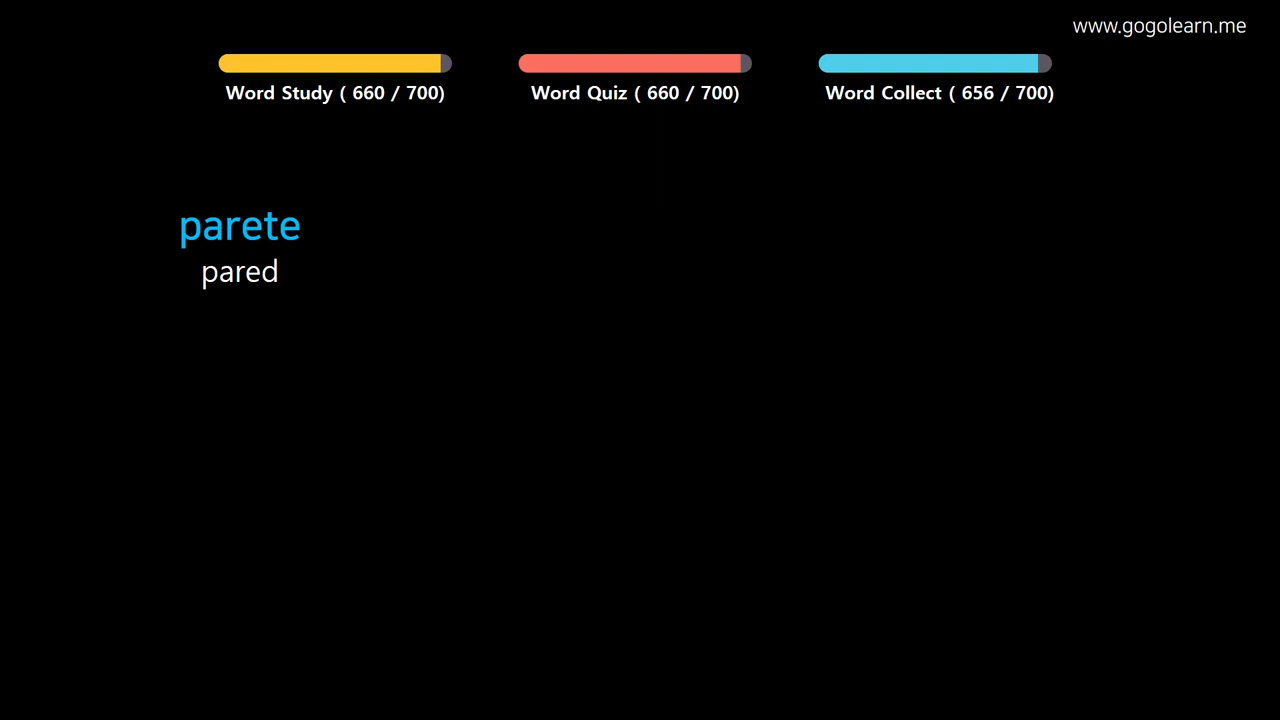 www.gogolearn.me
Word Study ( 660 / 700)
Word Quiz ( 660 / 700)
Word Collect ( 656 / 700)
parete
pared